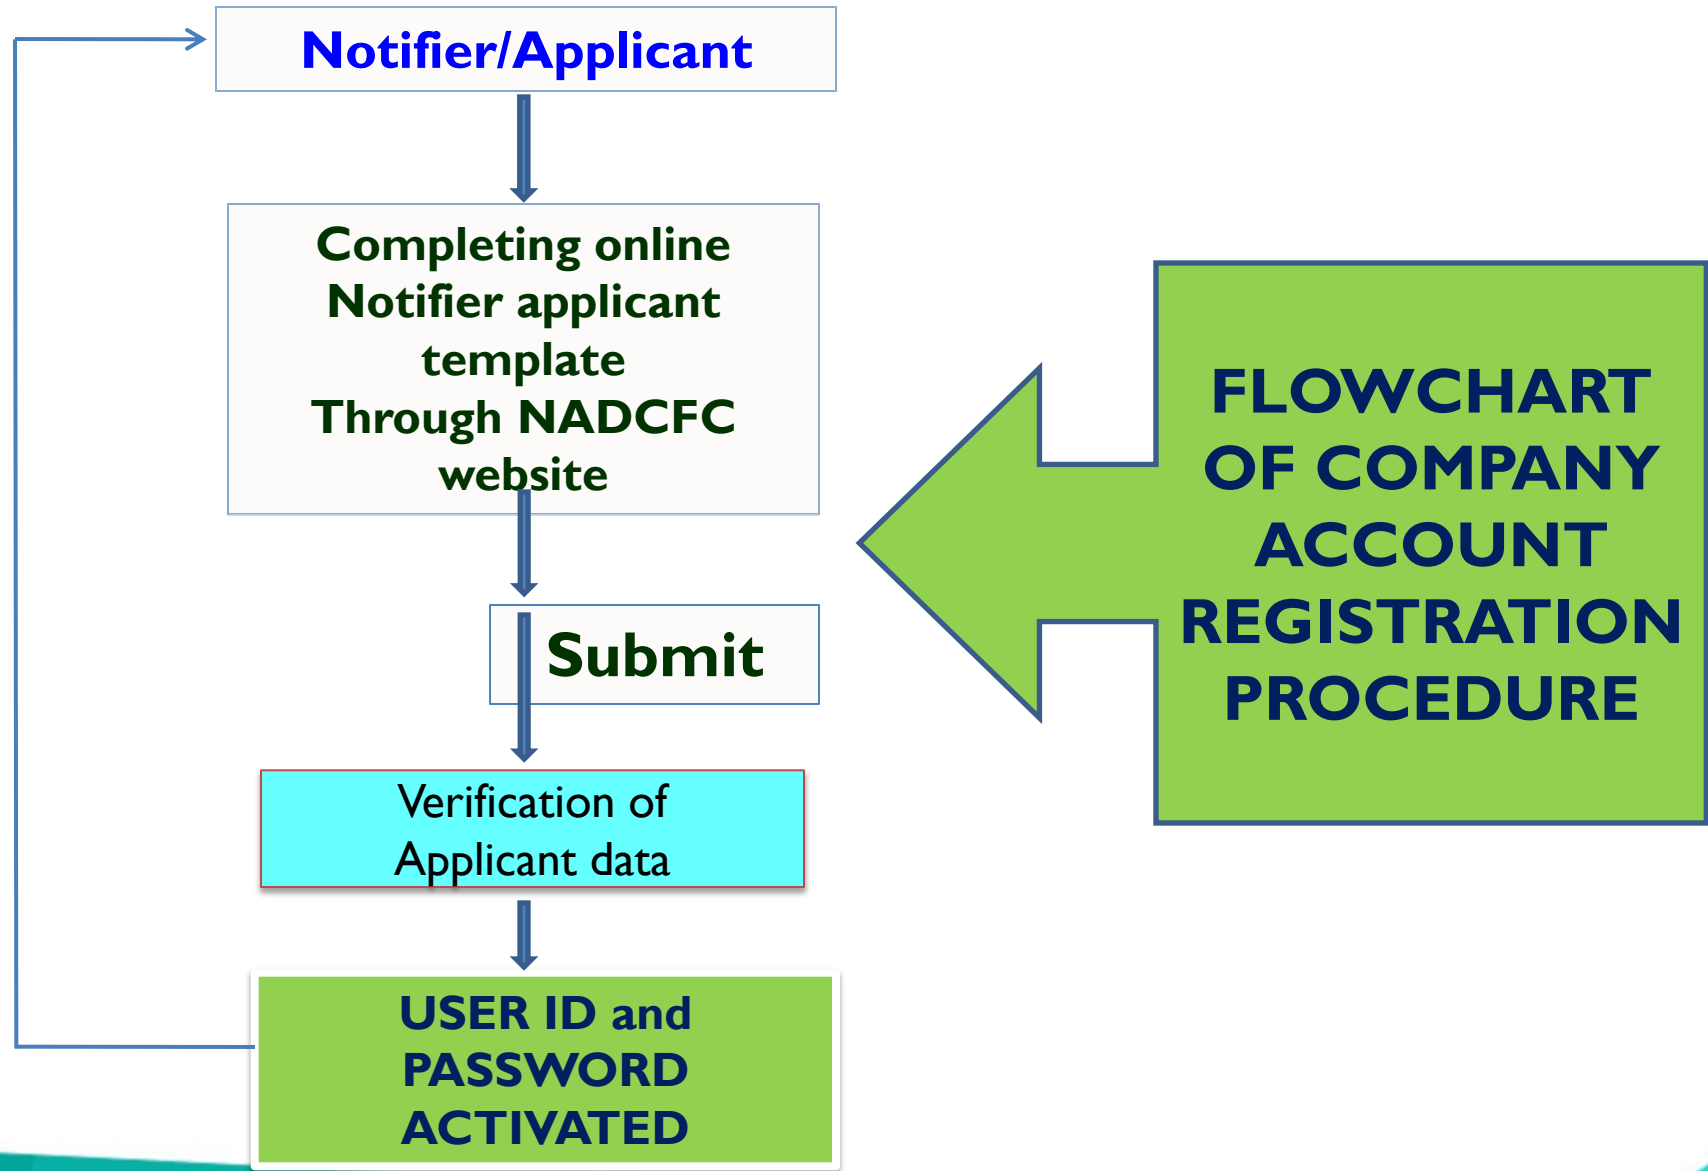 Notifier/Applicant
Completing online
Notifier applicant
template
Through NADCFC
website
Submit
Verification of
Applicant data
USER ID and
PASSWORD
ACTIVATED
FLOWCHART
OF COMPANY
ACCOUNT
REGISTRATION
PROCEDURE